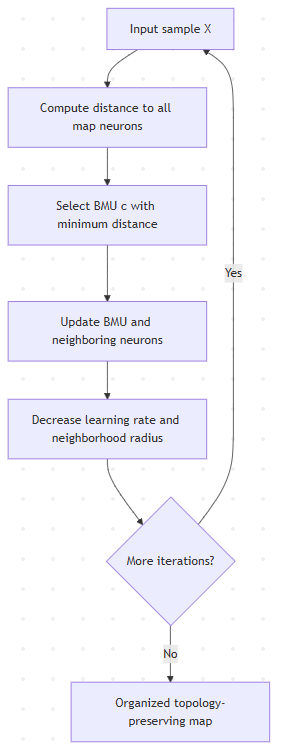 Input sample X
Compute distance to all
map neurons
Select BMU c with
minimum distance
Yes
Update BMU and
neighboring neurons
Decrease learning rate and
neighborhood radius
More iterations?
No
Organized topology-
preserving map